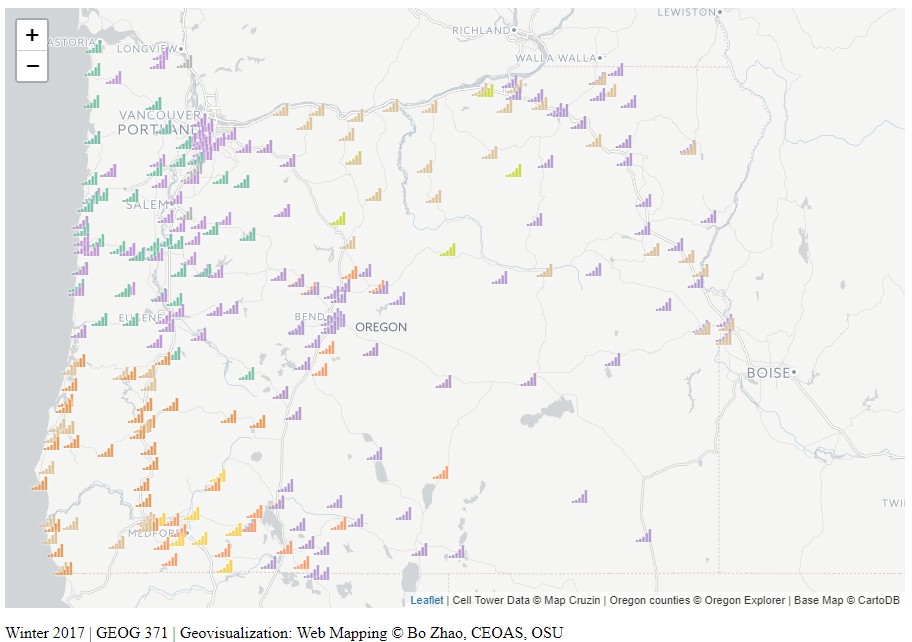 +
−
ASTORIA
LONGVIEW
RICHLAND
LEWISTON
WALLA WALLA
VANCOUVER
PORTLAND
SALEM
EUGENE
BEND
OREGON
BOISE
MEDFORD
TWI
Leaflet | Cell Tower Data © Map Cruzin | Oregon counties © Oregon Explorer | Base Map © CartoDB
Winter 2017 | GEOG 371 | Geovisualization: Web Mapping © Bo Zhao, CEOAS, OSU